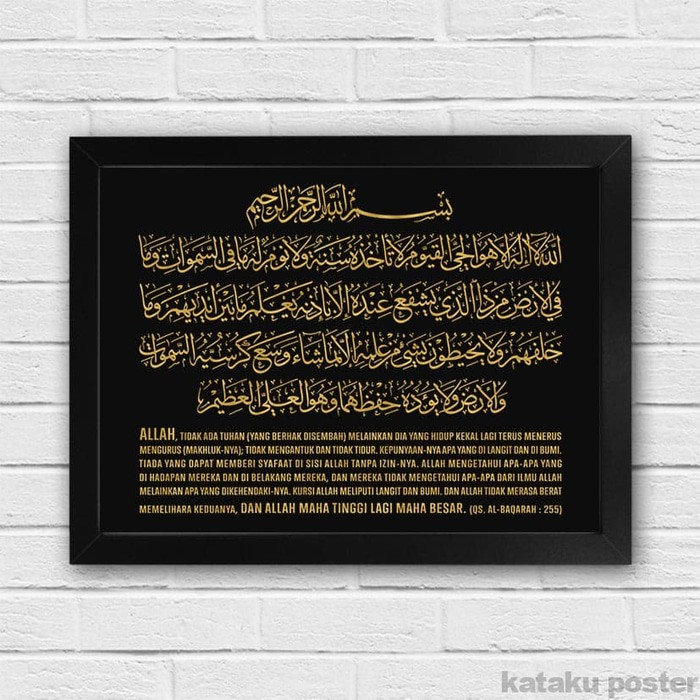 بسم الله الرحمن الرحيم
الله لا إله إلا هو الحي القيوم لا تأخذه سنة ولا نوم له ما في السموات وما
في الأرض من ذا الذي يشفع عنده إلا بإذنه يعلم ما بين أيديهم وما
خلفهم ولا يحيطون بشيء من علمه إلا بما شاء وسع كرسيه السموات
والأرض ولا يؤده حفظهما وهو العلي العظيم
ALLAH, TIDAK ADA TUHAN (YANG BERHAK DISEMBAH) MELAINKAN DIA YANG HIDUP KEKAL LAGI TERUS MENERUS
MENGURUS (MAKHLUK-NYA); TIDAK MENGANTUK DAN TIDAK TIDUR. KEPUNYAAN-NYA APA YANG DI LANGIT DAN DI BUMI.
TIADA YANG DAPAT MEMBERI SYAFAAT DI SISI ALLAH TANPA IZIN-NYA. ALLAH MENGETAHUI APA-APA YANG
DI HADAPAN MEREKA DAN DI BELAKANG MEREKA, DAN MEREKA TIDAK MENGETAHUI APA-APA DARI ILMU ALLAH
MELAINKAN APA YANG DIKEHENDAKI-NYA. KURSI ALLAH MELIPUTI LANGIT DAN BUMI. DAN ALLAH TIDAK MERASA BERAT
MEMELIHARA KEDUANYA, DAN ALLAH MAHA TINGGI LAGI MAHA BESAR. (QS. AL-BAQARAH : 255)
kataku poster